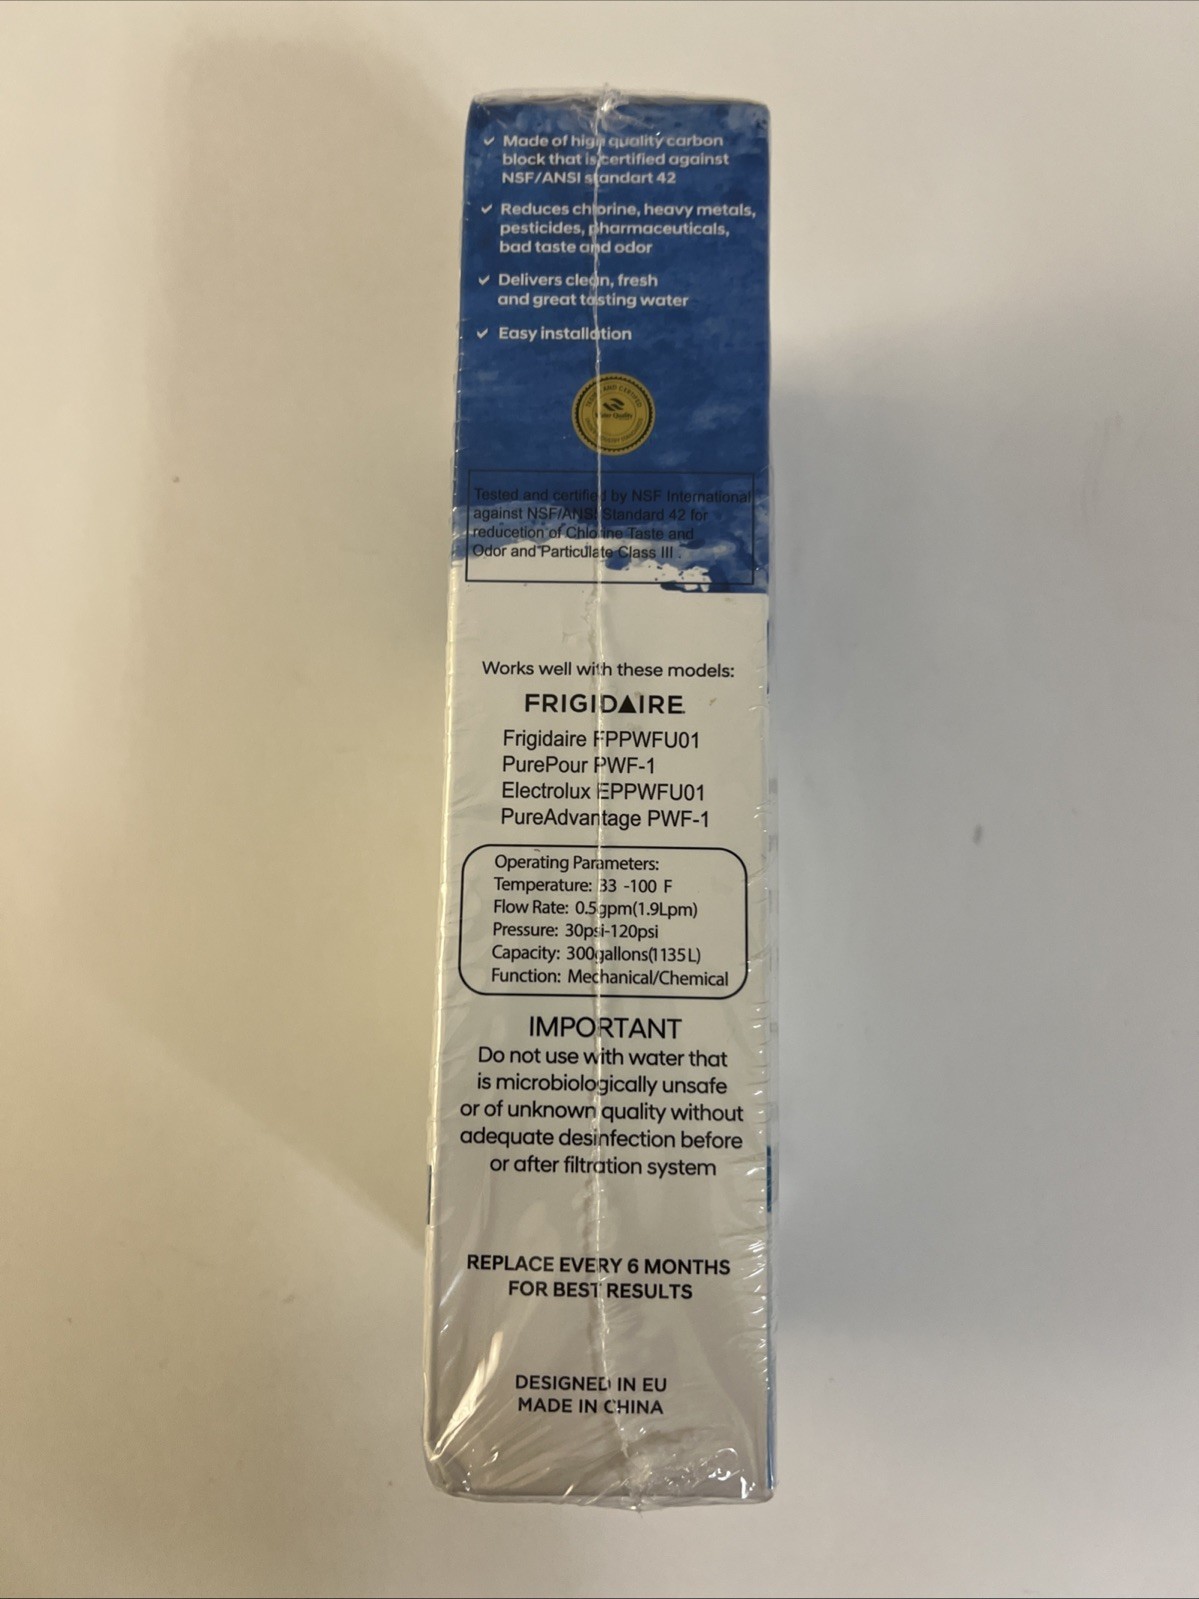 ✓ Made of high quality carbon
block that is certified against
NSF/ANSI standart 42
✓ Reduces chlorine, heavy metals,
pesticides, pharmaceuticals,
bad taste and odor
✓ Delivers clean, fresh
and great tasting water
✓ Easy installation
AND CERTIFIED
Water Quality
Tested and certified by NSF International
against NSF/ANSI Standard 42 for
reducetion of Chlorine Taste and
Odor and Particulate Class III .
Works well with these models:
FRIGIDAIRE
Frigidaire FPPWFU01
PurePour PWF-1
Electrolux EPPWFU01
PureAdvantage PWF-1
Operating Parameters:
Temperature: 33 -100 F
Flow Rate: 0.5gpm(1.9Lpm)
Pressure: 30psi-120psi
Capacity: 300gallons(1135L)
Function: Mechanical/Chemical
IMPORTANT
Do not use with water that
is microbiologically unsafe
or of unknown quality without
adequate desinfection before
or after filtration system
REPLACE EVERY 6 MONTHS
FOR BEST RESULTS
DESIGNED IN EU
MADE IN CHINA